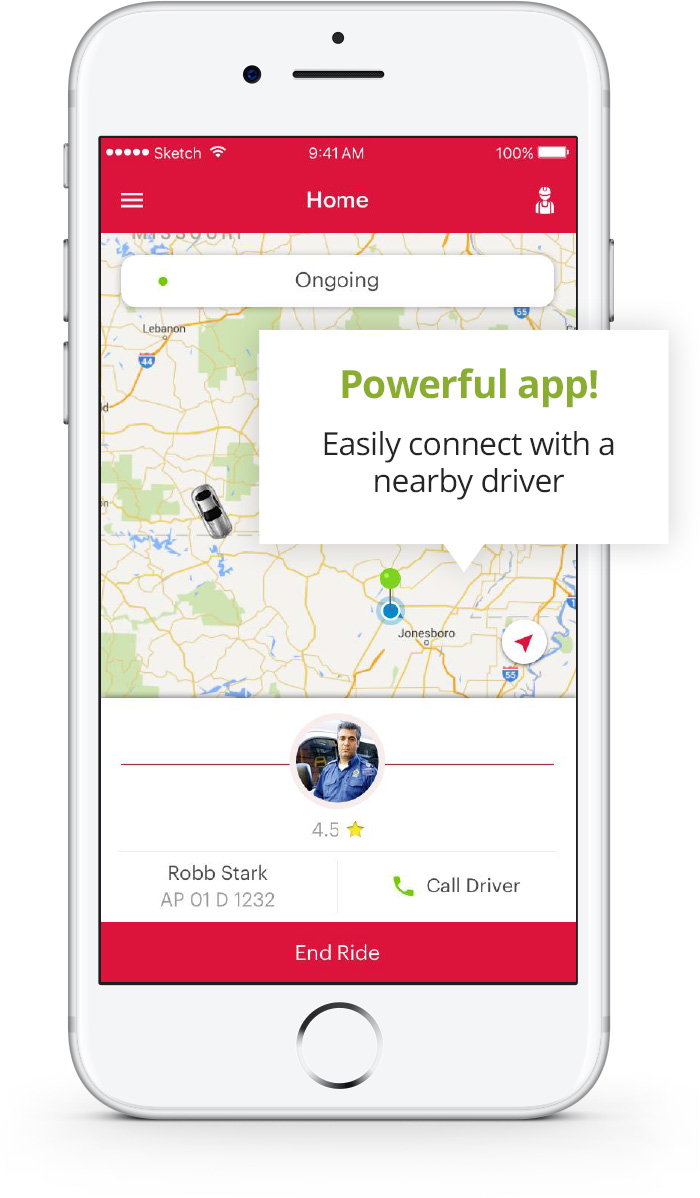 Sketch 9:41 AM 100%
Home
MISSOURI
Ongoing
55
Lebanon
44
Powerful app!
Easily connect with a
nearby driver
Jonesboro
55
4.5
Robb Stark
AP 01 D 1232
Call Driver
End Ride